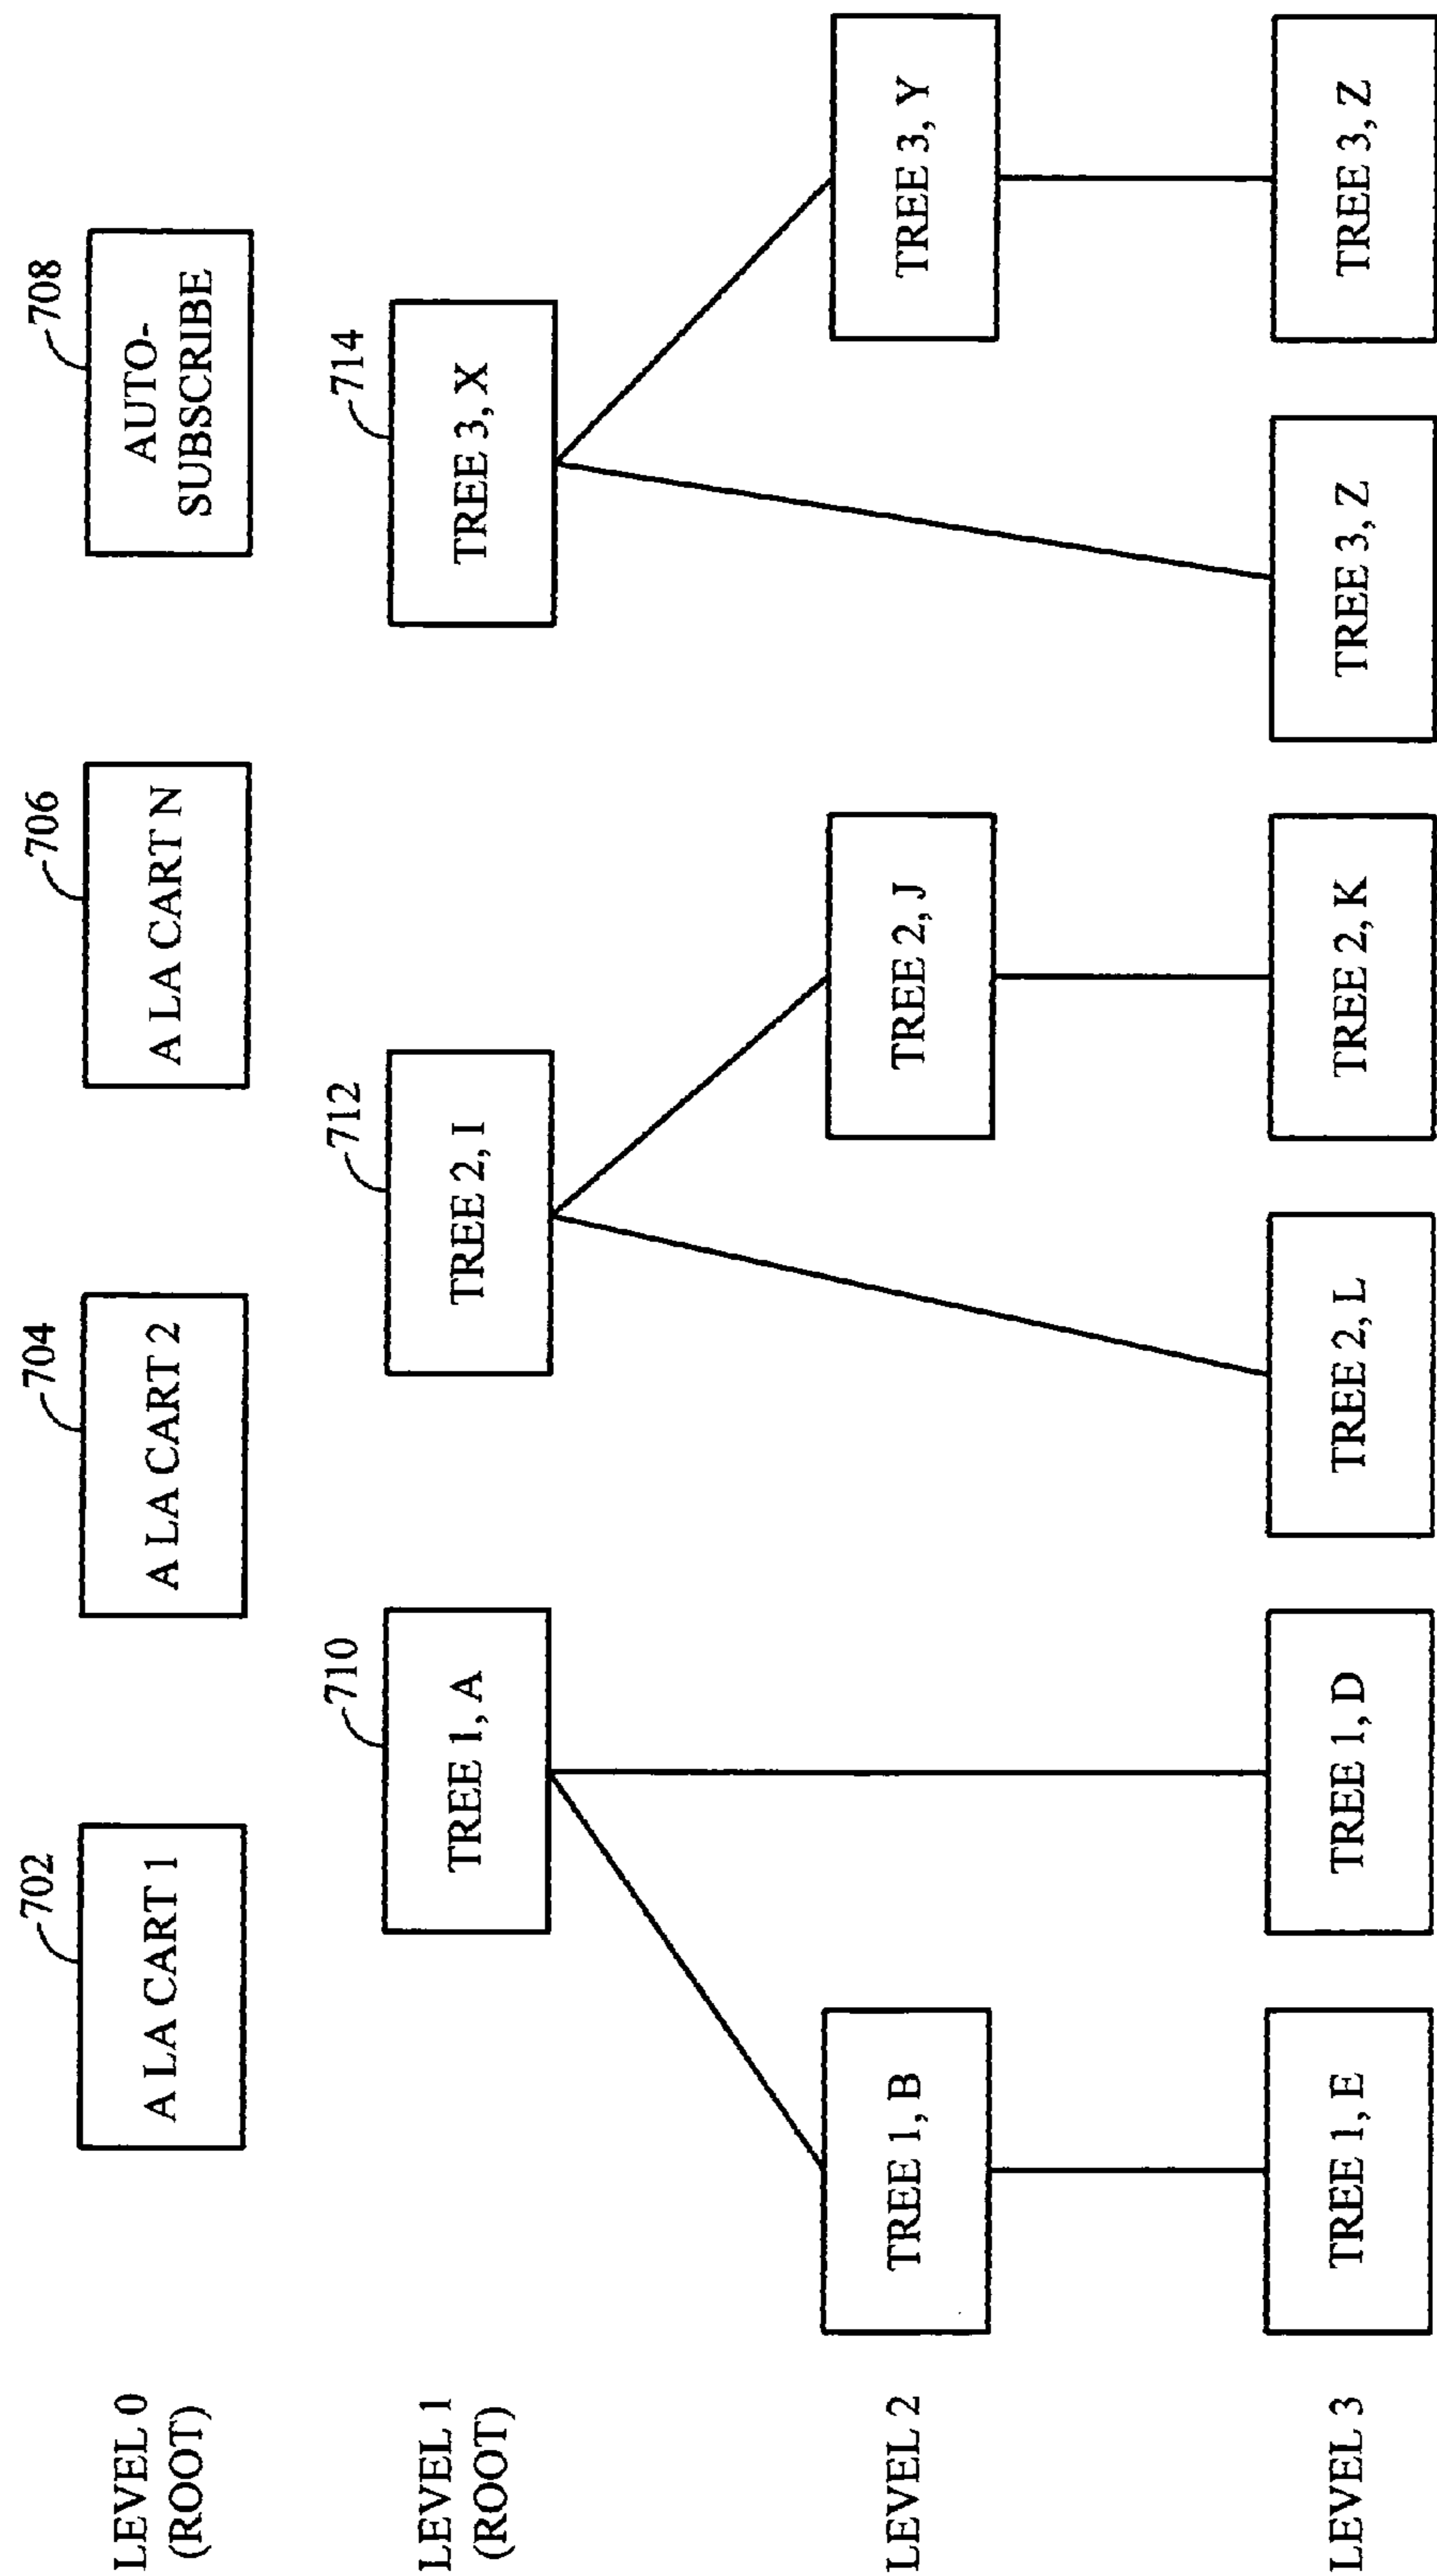 LEVEL 0
(ROOT)
702
A LA CART 1
704
A LA CART 2
706
A LA CART N
708
AUTO-
SUBSCRIBE
LEVEL 1
(ROOT)
710
TREE 1, A
712
TREE 2, I
714
TREE 3, X
LEVEL 2
TREE 1, B
TREE 2, J
TREE 3, Y
LEVEL 3
TREE 1, E
TREE 1, D
TREE 2, L
TREE 2, K
TREE 3, Z
TREE 3, Z